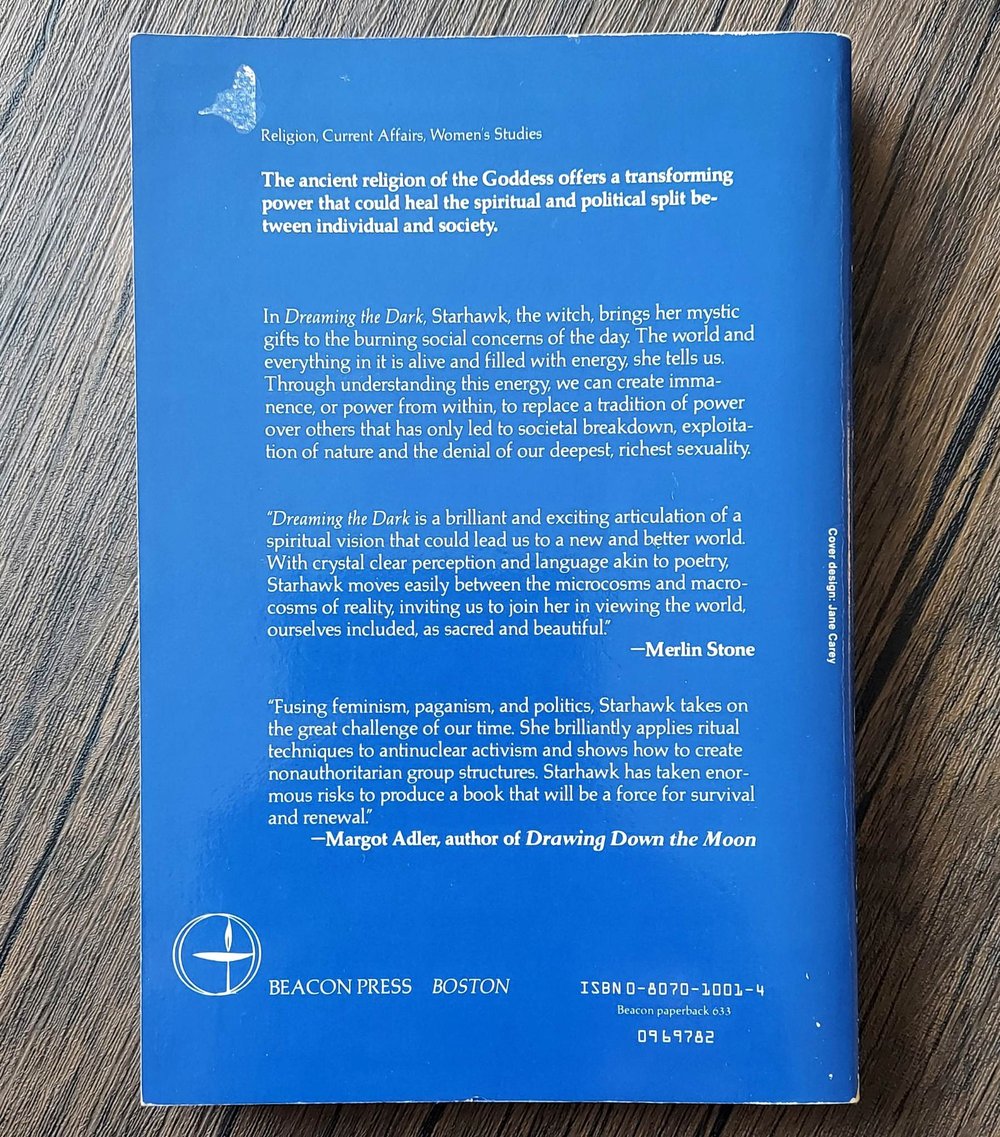 Religion, Current Affairs, Women's Studies
The ancient religion of the Goddess offers a transforming
power that could heal the spiritual and political split be-
tween individual and society.
In Dreaming the Dark, Starhawk, the witch, brings her mystic
gifts to the burning social concerns of the day. The world and
everything in it is alive and filled with energy, she tells us.
Through understanding this energy, we can create imma-
nence, or power from within, to replace a tradition of power
over others that has only led to societal breakdown, exploita-
tion of nature and the denial of our deepest, richest sexuality.
"Dreaming the Dark is a brilliant and exciting articulation of a
spiritual vision that could lead us to a new and better world.
With crystal clear perception and language akin to poetry,
Starhawk moves easily between the microcosms and macro-
cosms of reality, inviting us to join her in viewing the world,
ourselves included, as sacred and beautiful."
—Merlin Stone
"Fusing feminism, paganism, and politics, Starhawk takes on
the great challenge of our time. She brilliantly applies ritual
techniques to antinuclear activism and shows how to create
nonauthoritarian group structures. Starhawk has taken enor-
mous risks to produce a book that will be a force for survival
and renewal."
—Margot Adler, author of Drawing Down the Moon
BEACON PRESS BOSTON
ISBN 0-8070-1001-4
Beacon paperback 633
0969782
Cover design: Jane Carey